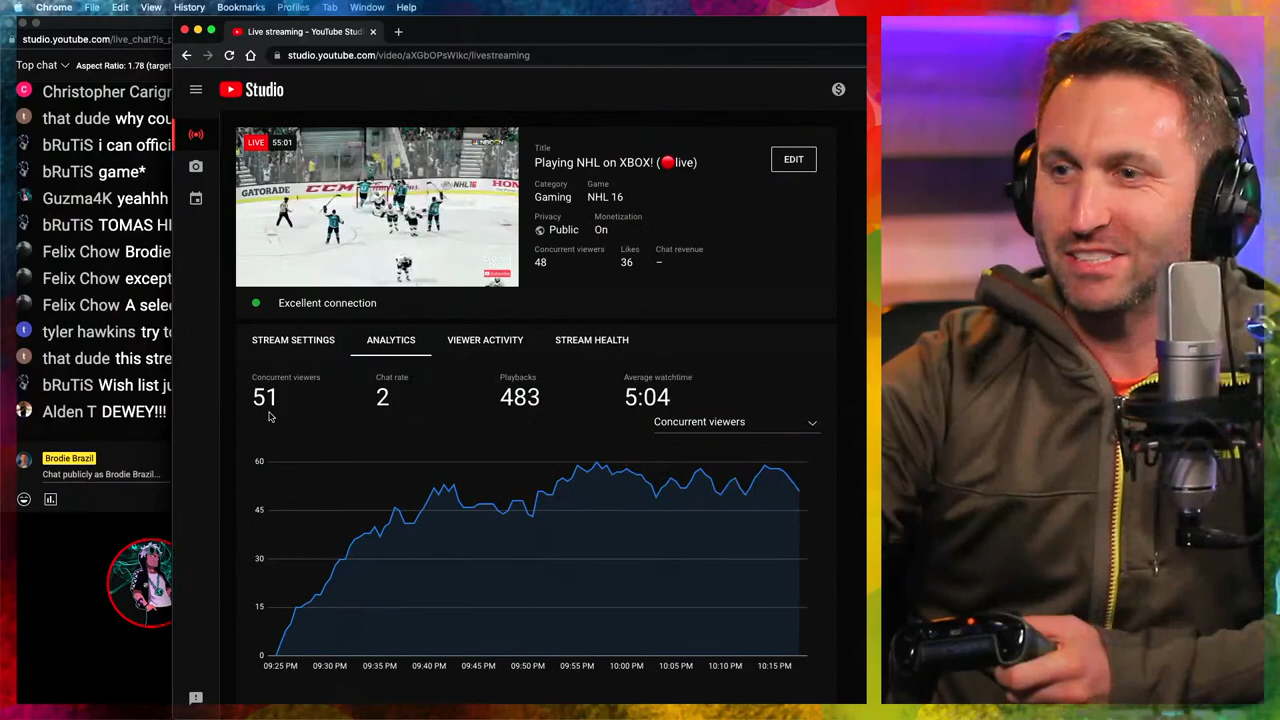 Chrome File Edit View History Bookmarks Profiles Tab Window Help
studio.youtube.com/live_chat?is_p
Top chat Aspect Ratio: 1.78 (target
Christopher Carign
that dude why cou
bRuTiS i can offici
bRuTiS game*
Guzma4K yeahhh
bRuTiS TOMAS HI
Felix Chow Brodie
Felix Chow except
Felix Chow A selec
tyler hawkins try to
that dude this stre
bRuTiS Wish list ju
Alden T DEWEY!!!
Brodie Brazil
Chat publicly as Brodie Brazil...
Live streaming - YouTube Stud
studio.youtube.com/video/aXGbOPsWIkc/livestreaming
Studio
LIVE 55:01
GATORADE CCM NHL16 HON
Title
Playing NHL on XBOX! (🔴live)
EDIT
Category Game
Gaming NHL 16
Privacy Monetization
Public On
Concurrent viewers Likes Chat revenue
48 36 –
Excellent connection
STREAM SETTINGS ANALYTICS VIEWER ACTIVITY STREAM HEALTH
Concurrent viewers Chat rate Playbacks Average watchtime
51 2 483 5:04
Concurrent viewers
60
45
30
15
0
09:25 PM 09:30 PM 09:35 PM 09:40 PM 09:45 PM 09:50 PM 09:55 PM 10:00 PM 10:05 PM 10:10 PM 10:15 PM